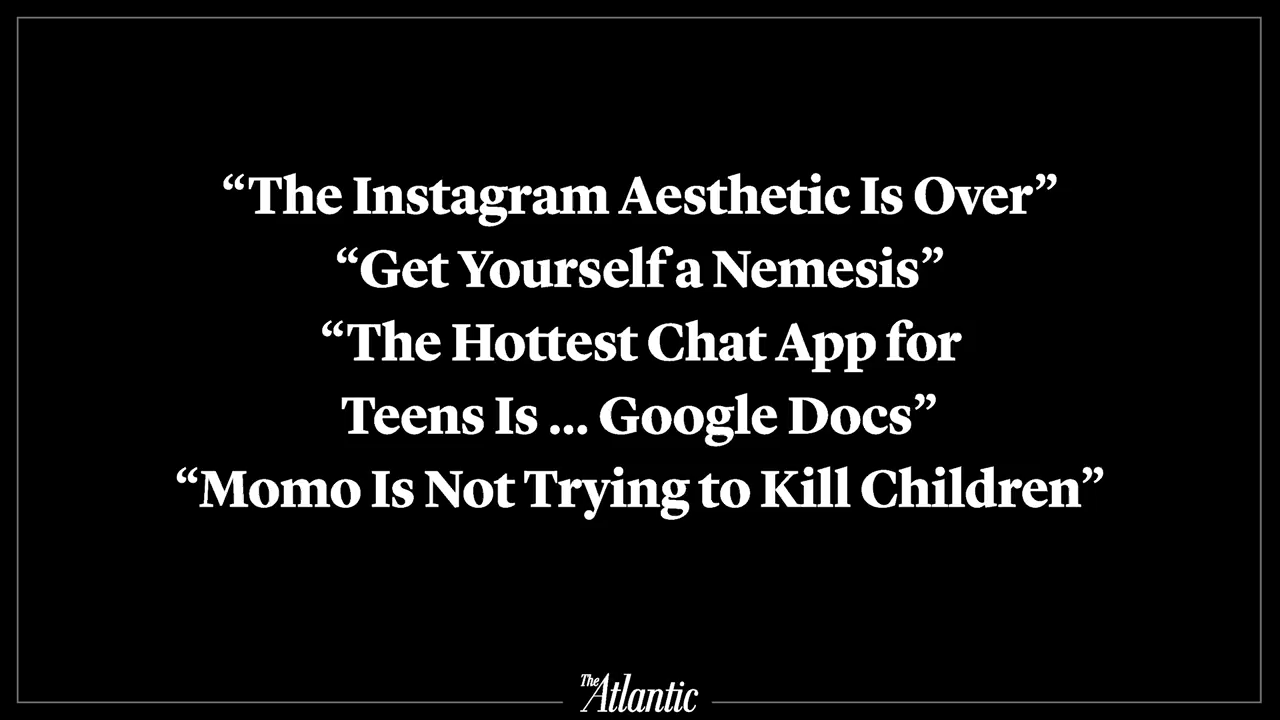 “The Instagram Aesthetic Is Over”
“Get Yourself a Nemesis”
“The Hottest Chat App for
Teens Is ... Google Docs”
“Momo Is Not Trying to Kill Children”
The Atlantic